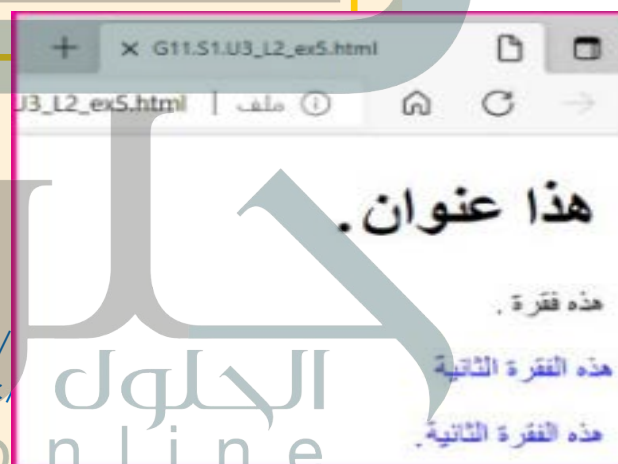 G11.S1.U3_L2_ex5.html
ملف | U3_L2_ex5.html
هذا عنوان.
هذه فقرة .
هذه الفقرة الثانية
هذه الفقرة الثانية.
الحلول
online